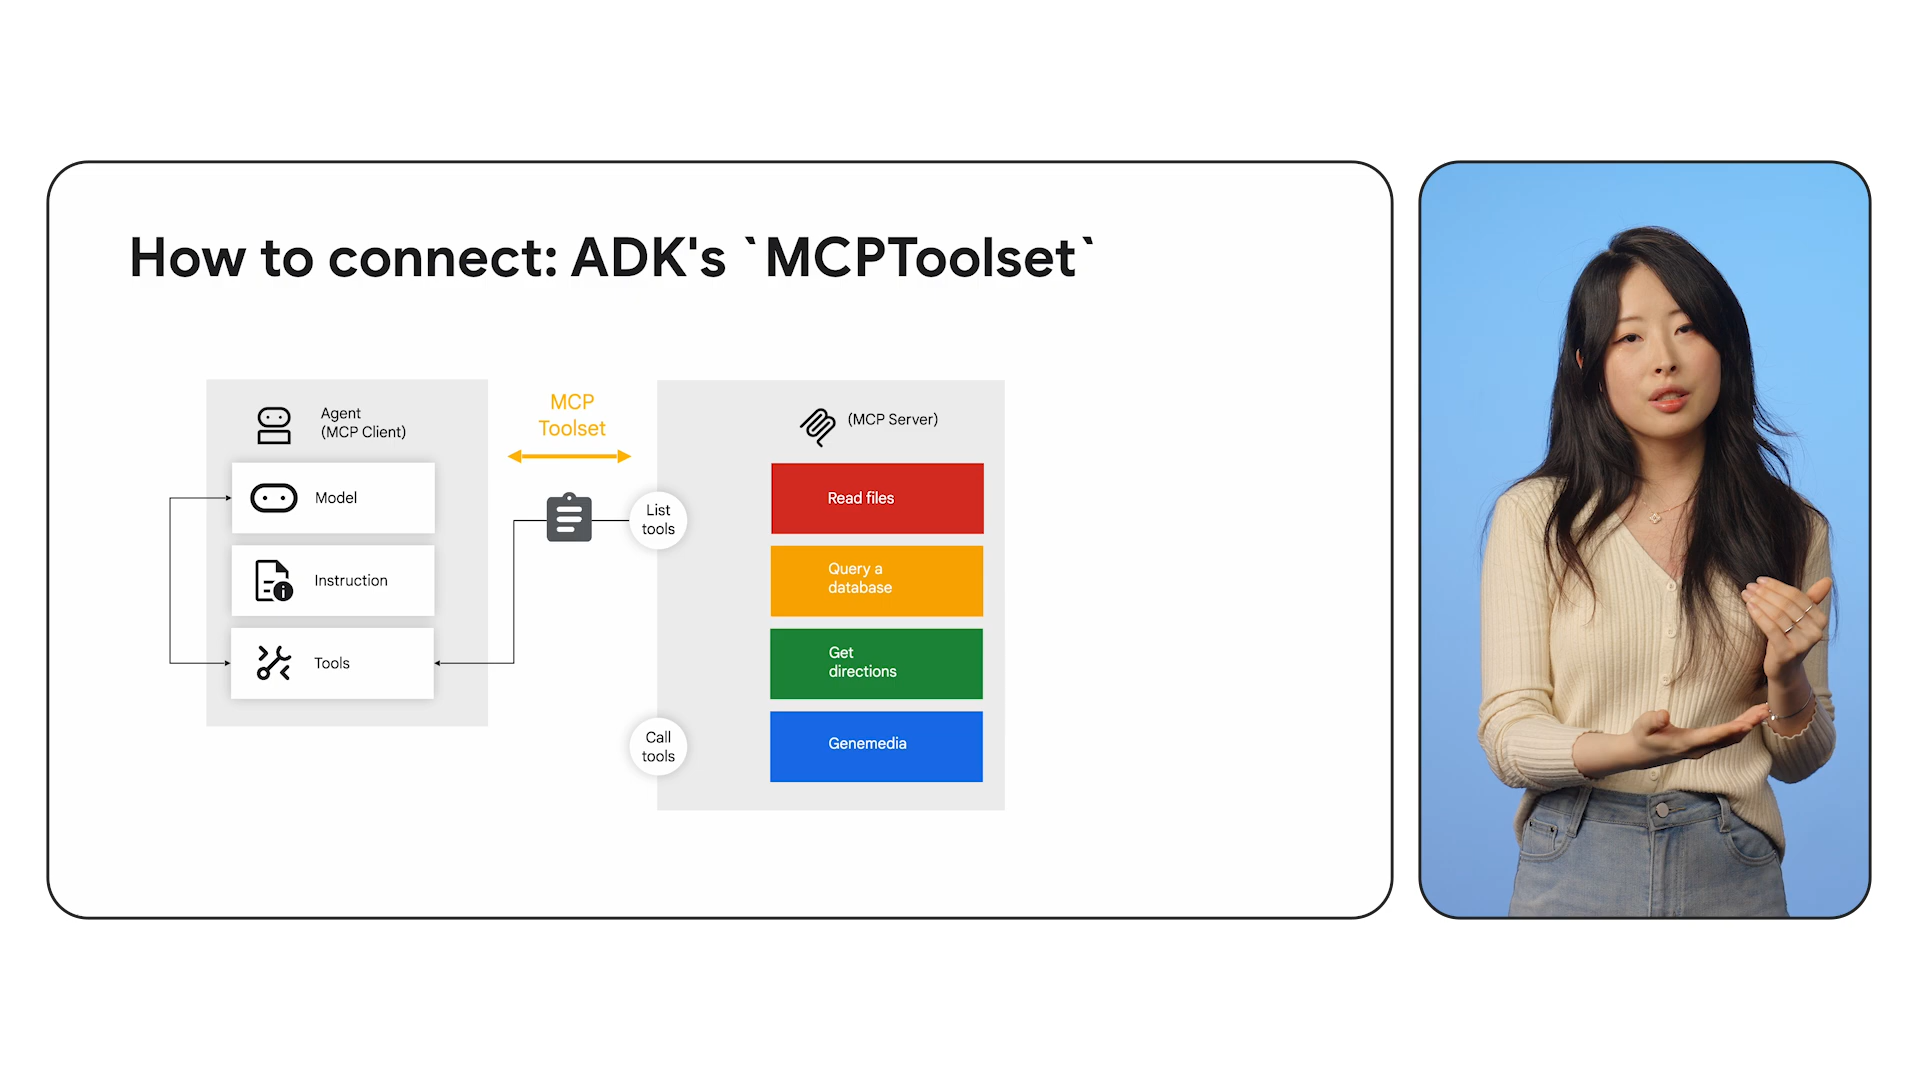 How to connect: ADK's `MCPToolset`
Agent
(MCP Client)
Model
Instruction
Tools
MCP
Toolset
List
tools
Call
tools
(MCP Server)
Read files
Query a
database
Get
directions
Genemedia